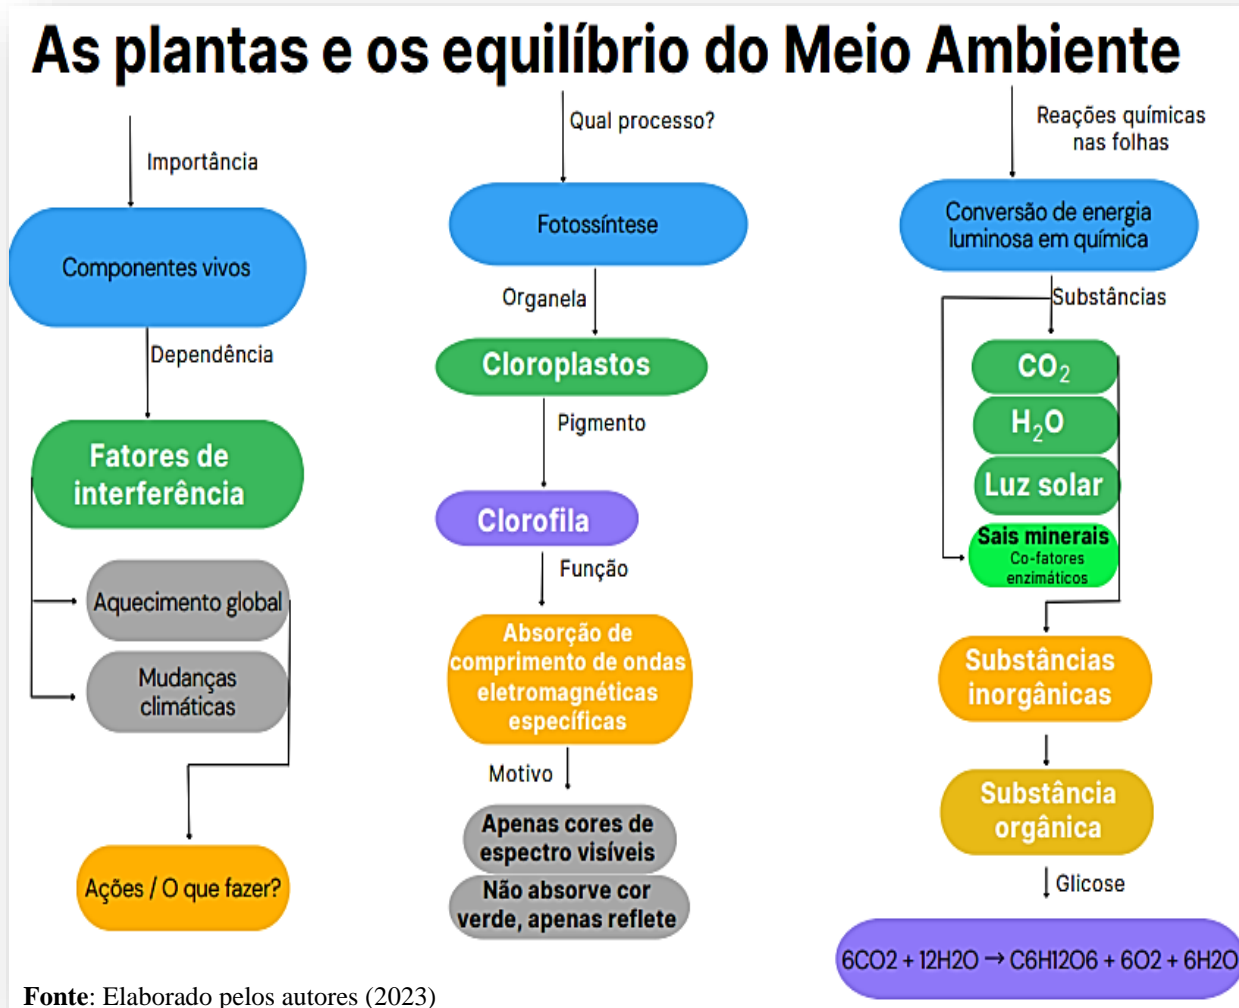 As plantas e os equilíbrio do Meio Ambiente
Importância
Componentes vivos
Dependência
Fatores de
interferência
Aquecimento global
Mudanças
climáticas
Ações / O que fazer?
Qual processo?
Fotossíntese
Organela
Cloroplastos
Pigmento
Clorofila
Função
Absorção de
comprimento de ondas
eletromagnéticas
específicas
Motivo
Apenas cores de
espectro visíveis
Não absorve cor
verde, apenas reflete
Reações químicas
nas folhas
Conversão de energia
luminosa em química
Substâncias
CO₂
H₂O
Luz solar
Sais minerais
Co-fatores
enzimáticos
Substâncias
inorgânicas
Substância
orgânica
Glicose
6CO2 + 12H2O → C6H12O6 + 6O2 + 6H2O
Fonte: Elaborado pelos autores (2023)